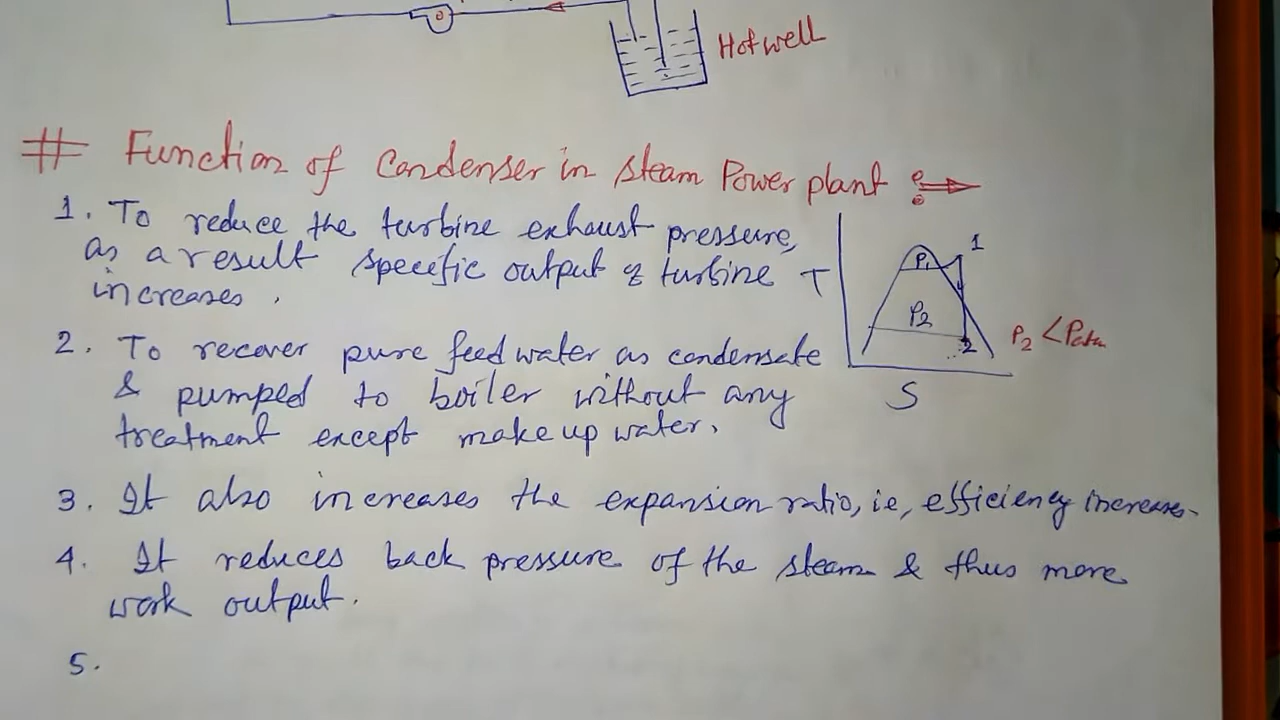 Hotwell
# Function of Condenser in steam Power plant :⇒
1. To reduce the turbine exhaust pressure,
as a result specific output of turbine
increases.
T
P1
1
P2
2
P2 < Patm
S
2. To recover pure feed water as condensate
& pumped to boiler without any
treatment except make up water.
3. It also increases the expansion ratio, ie, efficiency increases.
4. It reduces back pressure of the steam & thus more
work output.
5.